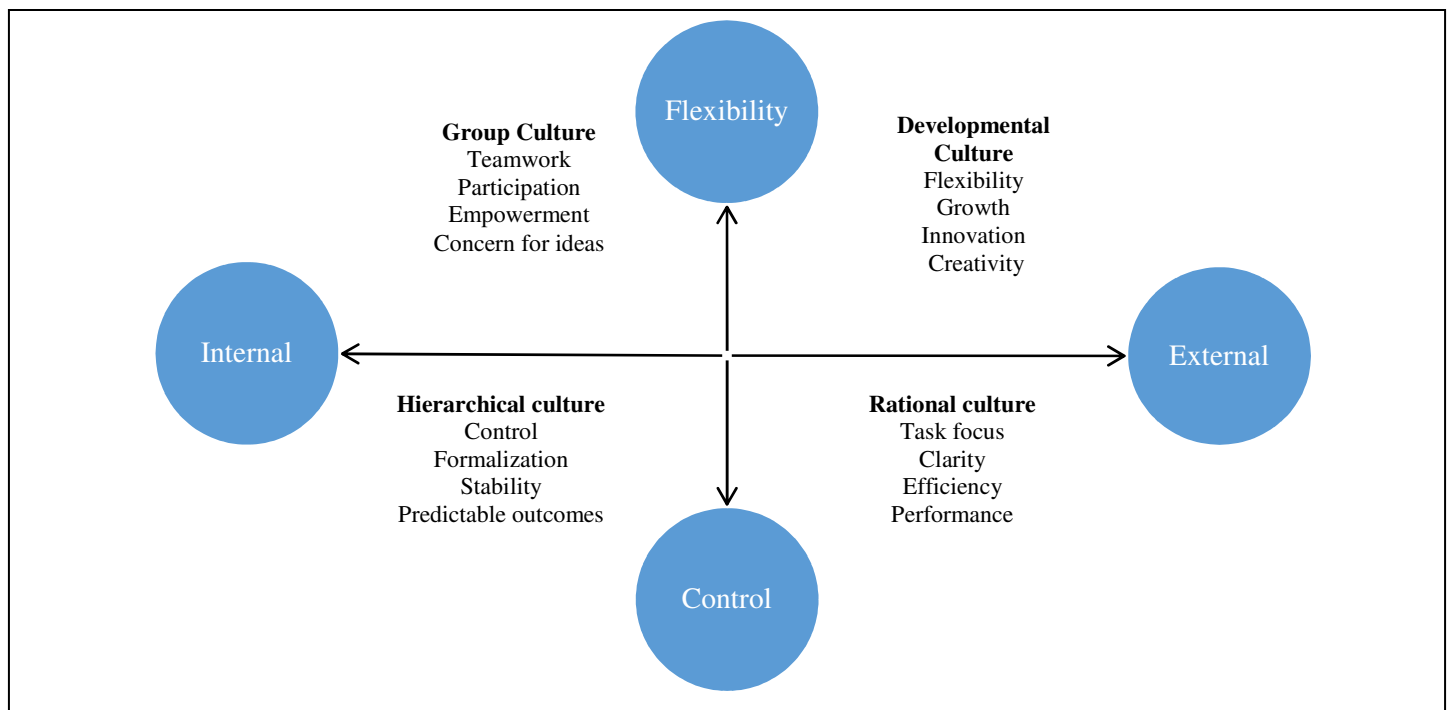 Flexibility
Group Culture
Teamwork
Participation
Empowerment
Concern for ideas
Developmental
Culture
Flexibility
Growth
Innovation
Creativity
Internal
External
Hierarchical culture
Control
Formalization
Stability
Predictable outcomes
Rational culture
Task focus
Clarity
Efficiency
Performance
Control